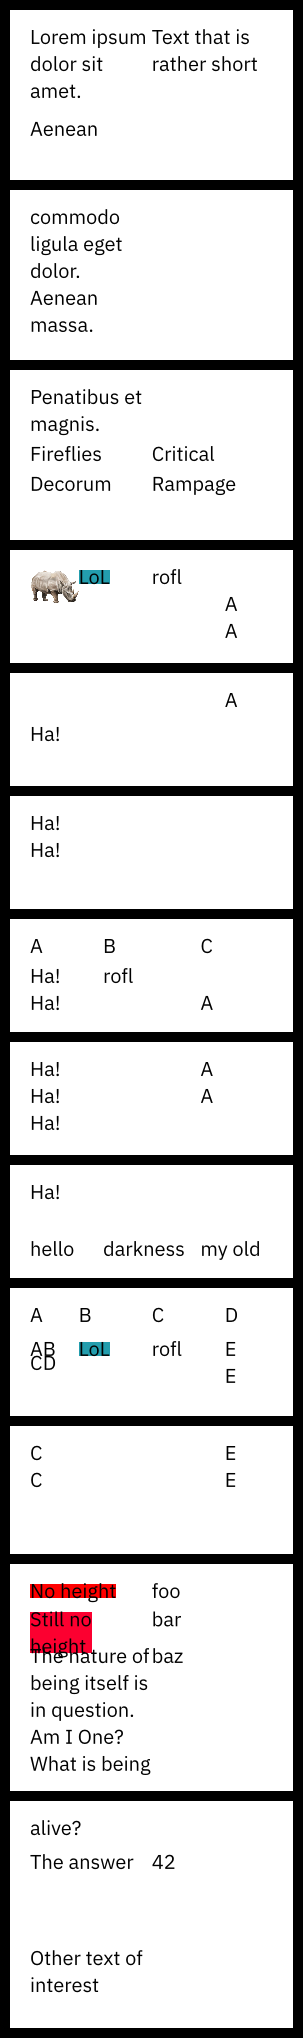 Lorem ipsum Text that is
dolor sit rather short
amet.
Aenean
commodo
ligula eget
dolor.
Aenean
massa.
Penatibus et
magnis.
Fireflies Critical
Decorum Rampage
LoL rofl
A
A
A
Ha!
Ha!
Ha!
A B C
Ha! rofl
Ha! A
Ha! A
Ha! A
Ha!
Ha!
hello darkness my old
A B C D
AB LoL rofl E
CD
E
C E
C E
No height foo
Still no bar
height
The nature of baz
being itself is
in question.
Am I One?
What is being
alive?
The answer 42
Other text of
interest